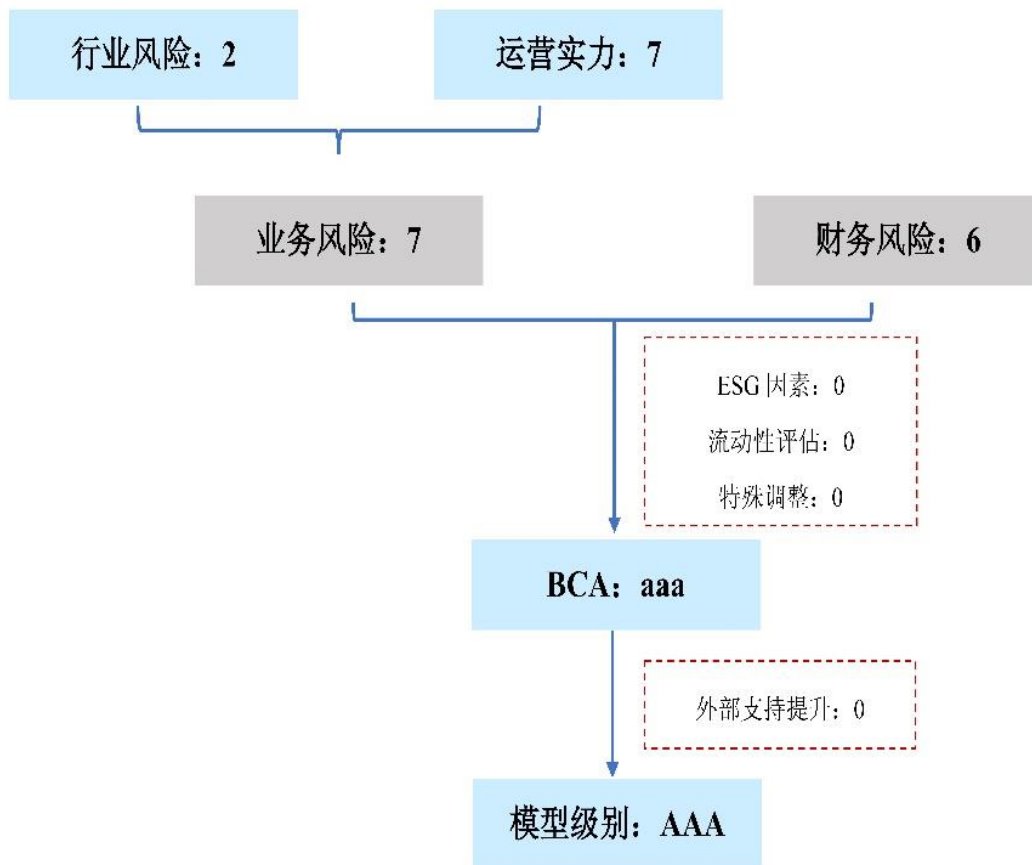 行业风险：2
运营实力：7
业务风险：7
财务风险：6
ESG 因素：0
流动性评估：0
特殊调整：0
BCA：aaa
外部支持提升：0
模型级别：AAA